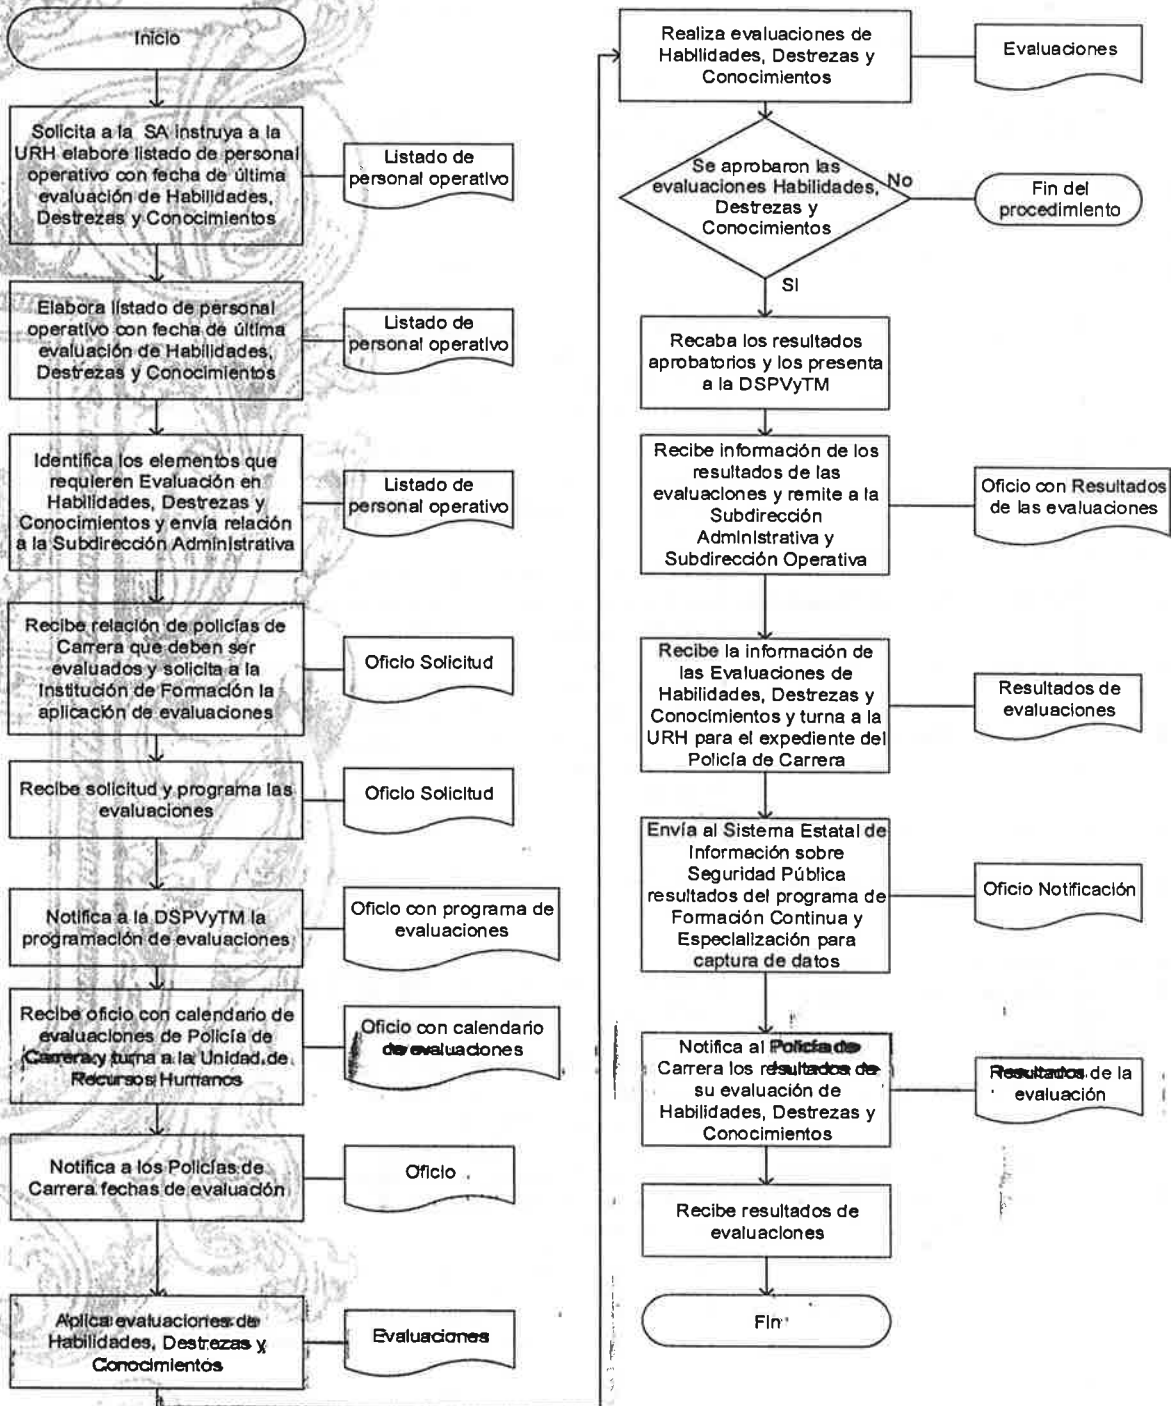 Inicio
Solicita a la SA instruya a la
URH elabore listado de personal
operativo con fecha de última
evaluación de Habilidades,
Destrezas y Conocimientos
Listado de
personal operativo
Elabora listado de personal
operativo con fecha de última
evaluación de Habilidades,
Destrezas y Conocimientos
Listado de
personal operativo
Identifica los elementos que
requieren Evaluación en
Habilidades, Destrezas y
Conocimientos y envía relación
a la Subdirección Administrativa
Listado de
personal operativo
Recibe relación de policías de
Carrera que deben ser
evaluados y solicita a la
Institución de Formación la
aplicación de evaluaciones
Oficio Solicitud
Recibe solicitud y programa las
evaluaciones
Oficio Solicitud
Notifica a la DSPVyTM la
programación de evaluaciones
Oficio con programa de
evaluaciones
Recibe oficio con calendario de
evaluaciones de Policía de
Carrera y turna a la Unidad de
Recursos Humanos
Oficio con calendario
de evaluaciones
Notifica a los Policías de
Carrera fechas de evaluación
Oficio
Aplica evaluaciones de
Habilidades, Destrezas y
Conocimientos
Evaluaciones
Realiza evaluaciones de
Habilidades, Destrezas y
Conocimientos
Evaluaciones
Se aprobaron las
evaluaciones Habilidades,
Destrezas y
Conocimientos
No
Fin del
procedimiento
SI
Recaba los resultados
aprobatorios y los presenta
a la DSPVyTM
Recibe información de los
resultados de las
evaluaciones y remite a la
Subdirección
Administrativa y
Subdirección Operativa
Oficio con Resultados
de las evaluaciones
Recibe la información de
las Evaluaciones de
Habilidades, Destrezas y
Conocimientos y turna a la
URH para el expediente del
Policía de Carrera
Resultados de
evaluaciones
Envía al Sistema Estatal de
Información sobre
Seguridad Pública
resultados del programa de
Formación Continua y
Especialización para
captura de datos
Oficio Notificación
Notifica al Policía de
Carrera los resultados de
su evaluación de
Habilidades, Destrezas y
Conocimientos
Resultados de la
evaluación
Recibe resultados de
evaluaciones
Fin